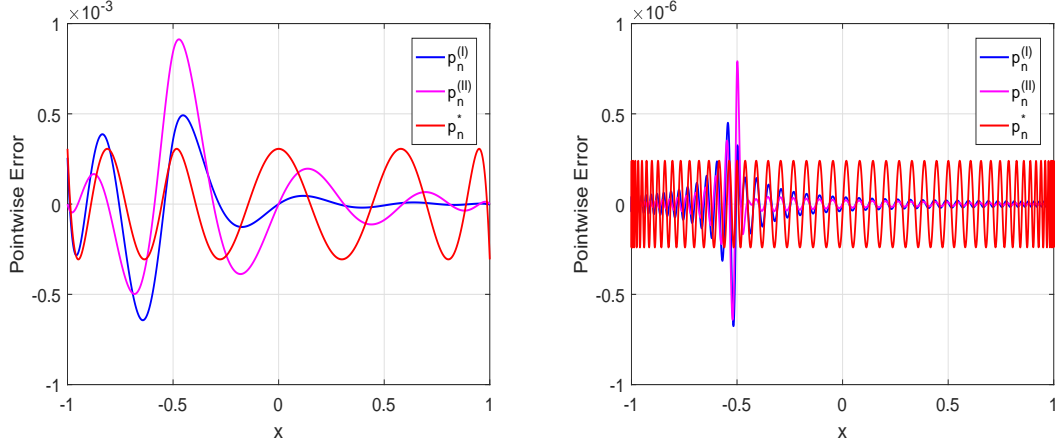 ×10^-3
1
0.5
0
-0.5
-1
-1
-0.5
0
0.5
1
x
Pointwise Error
p_n^(I)
p_n^(II)
p_n^*
×10^-6
1
0.5
0
-0.5
-1
-1
-0.5
0
0.5
1
x
Pointwise Error
p_n^(I)
p_n^(II)
p_n^*